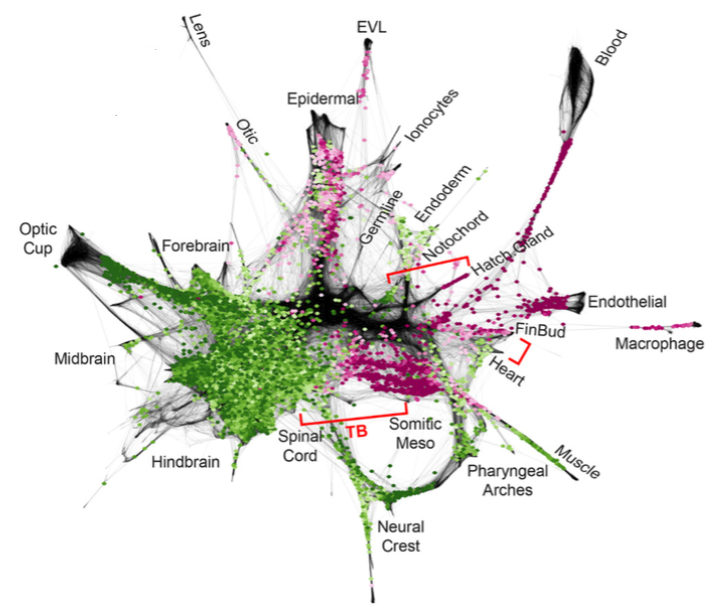 Lens
EVL
Blood
Epidermal
Ionocytes
Otic
Germline
Endoderm
Optic
Cup
Forebrain
Notochord
Hatch Gland
Endothelial
FinBud
Macrophage
Midbrain
Heart
Hindbrain
Spinal
Cord
TB
Somitic
Meso
Muscle
Pharyngeal
Arches
Neural
Crest